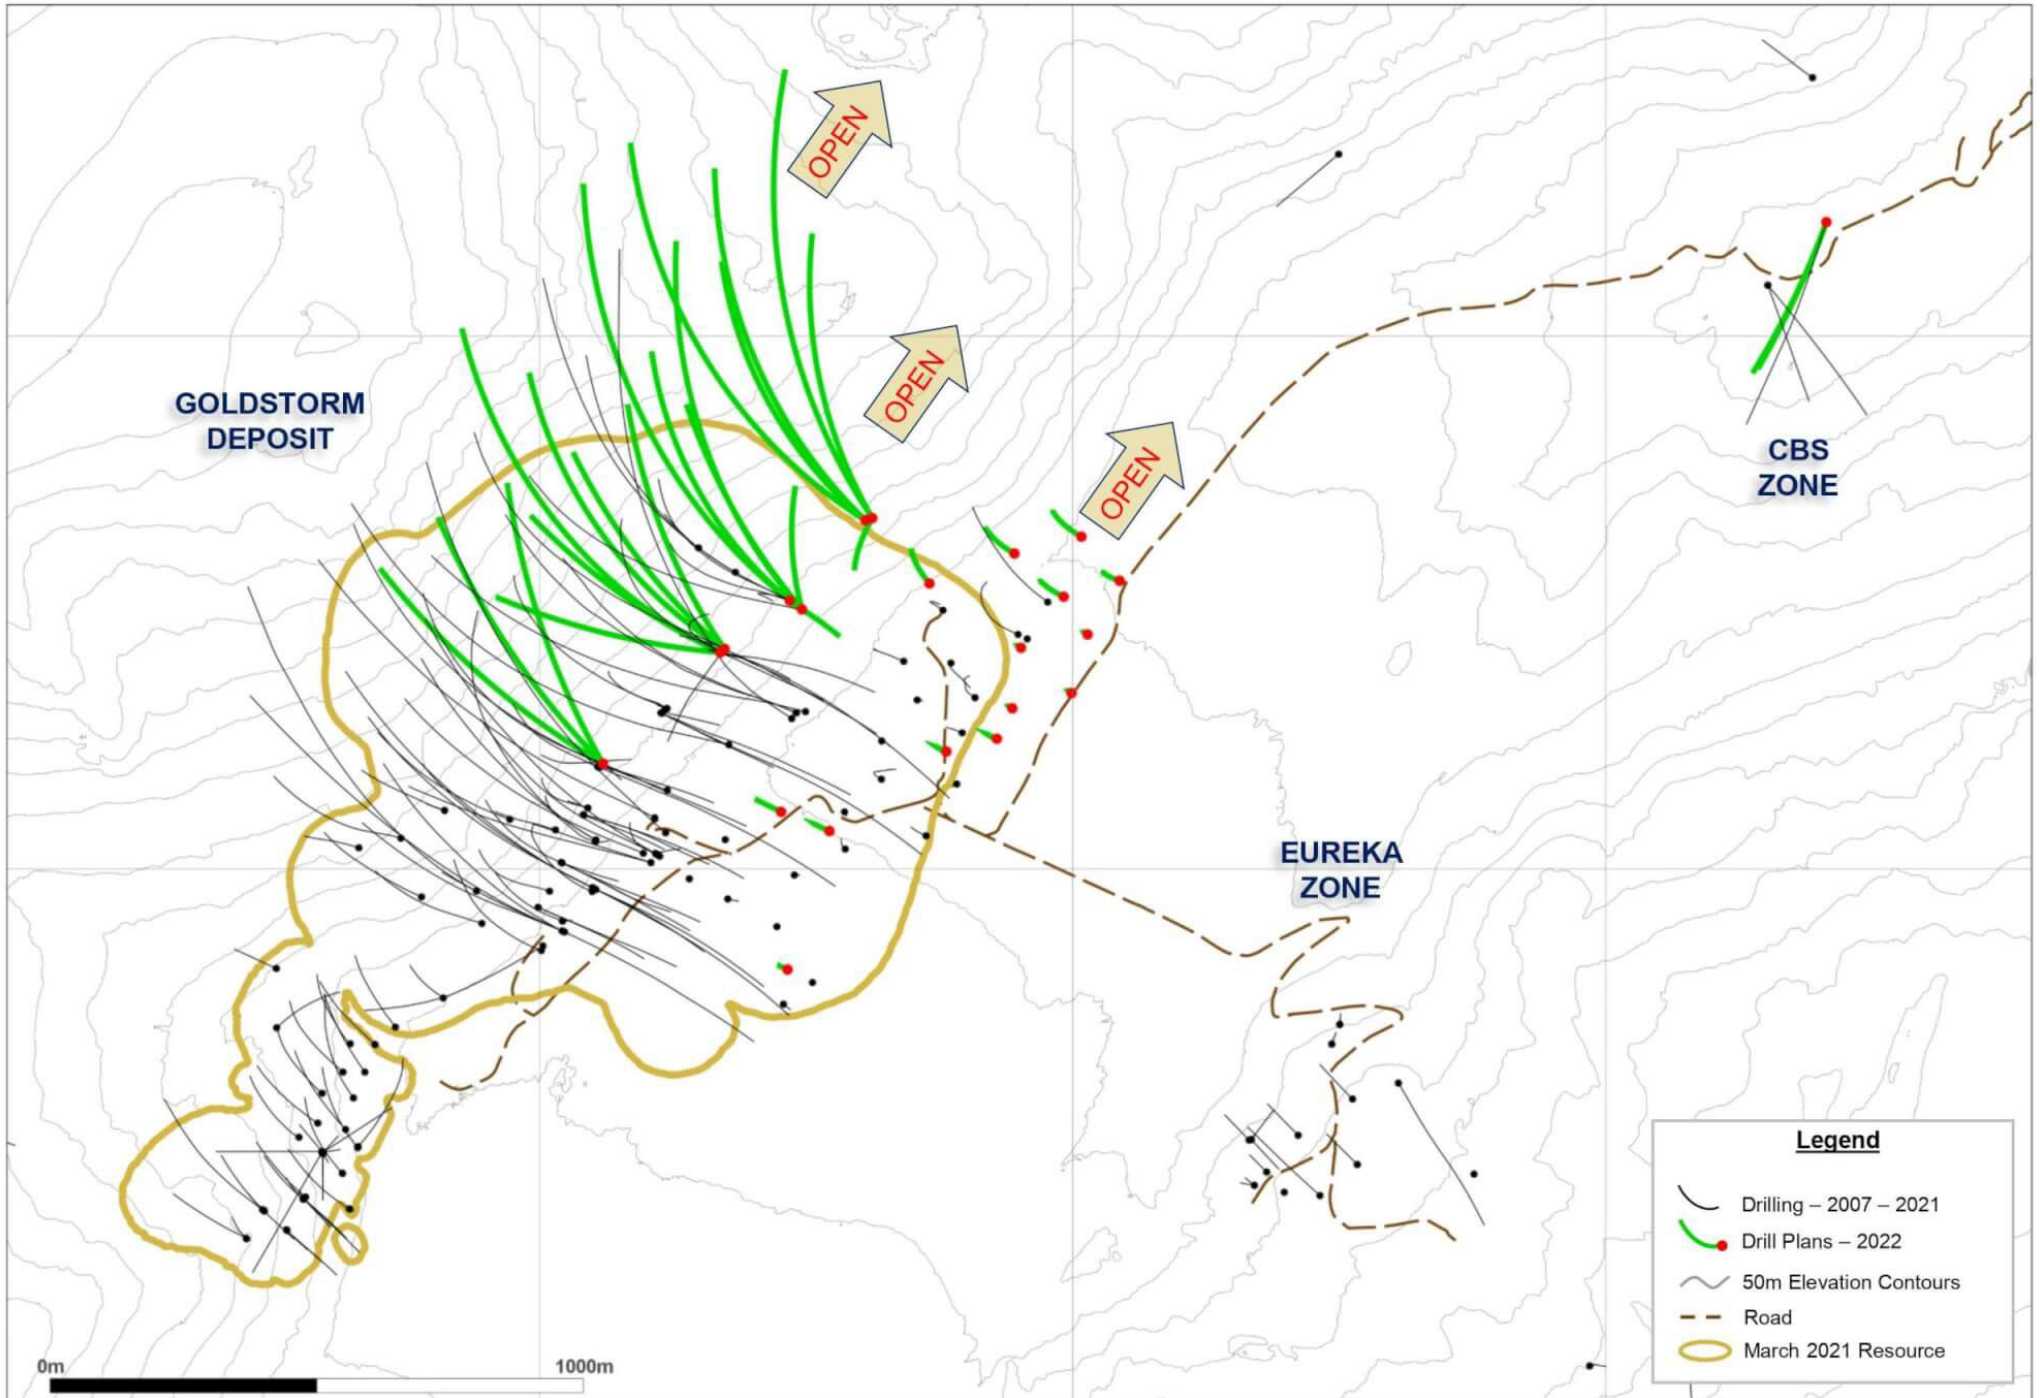 OPEN
OPEN
OPEN
GOLDSTORM
DEPOSIT
CBS
ZONE
EUREKA
ZONE
Legend
Drilling – 2007 – 2021
Drill Plans – 2022
50m Elevation Contours
Road
March 2021 Resource
0m 1000m